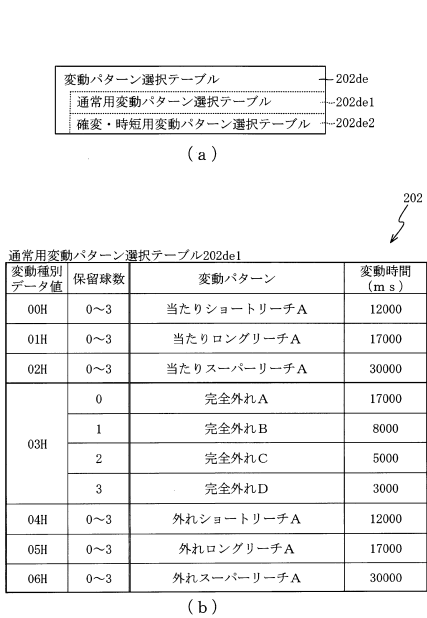 変動パターン選択テーブル 202de
通常用変動パターン選択テーブル 202de1
確変・時短用変動パターン選択テーブル 202de2
(a)
202
通常用変動パターン選択テーブル202de1
変動種別データ値 保留球数 変動パターン 変動時間(ms)
00H 0～3 当たりショートリーチA 12000
01H 0～3 当たりロングリーチA 17000
02H 0～3 当たりスーパーリーチA 30000
03H 0 完全外れA 17000
1 完全外れB 8000
2 完全外れC 5000
3 完全外れD 3000
04H 0～3 外れショートリーチA 12000
05H 0～3 外れロングリーチA 17000
06H 0～3 外れスーパーリーチA 30000
(b)